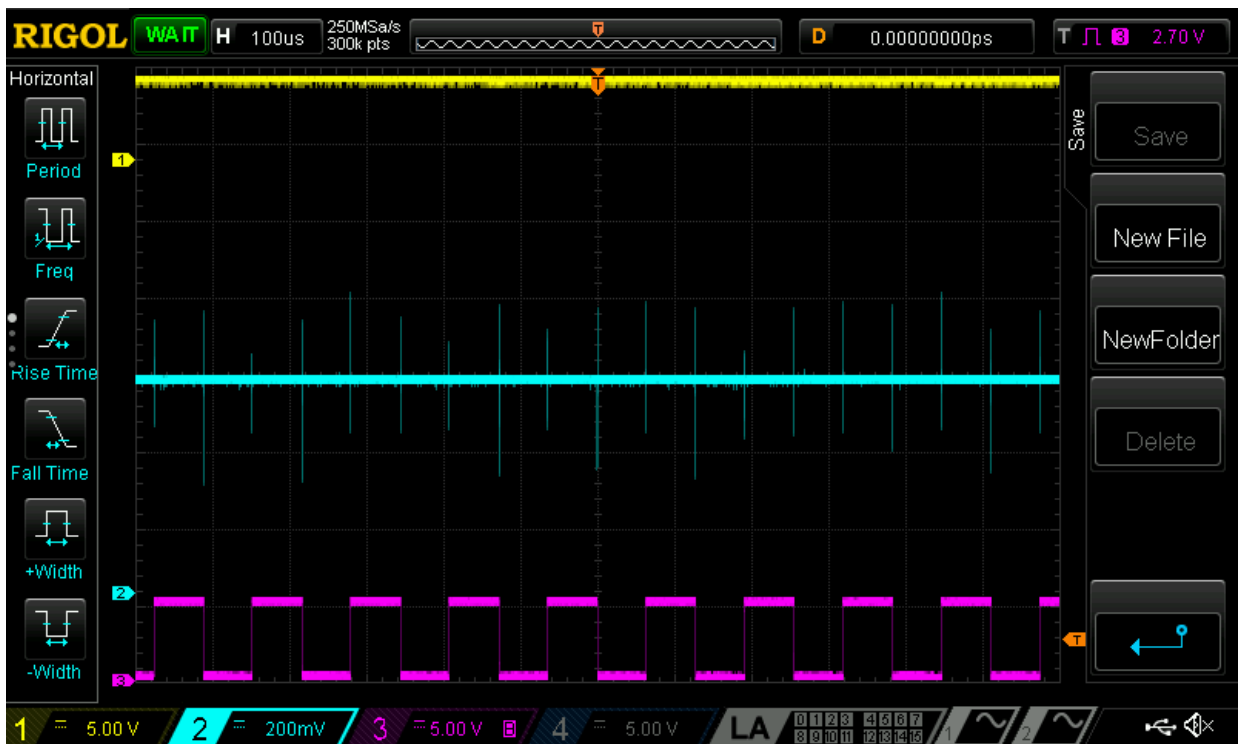 RIGOL WAIT H 100us 250MSa/s 300k pts T D 0.00000000ps T 3 2.70 V
Horizontal
Period
Freq
Rise Time
Fall Time
+Width
-Width
T
1
2
3
T
Save
Save
New File
NewFolder
Delete
1 5.00 V 2 200mV 3 5.00 V B 4 5.00 V LA 0 1 2 3 4 5 6 7 1 2
8 9 10 11 12 13 14 15